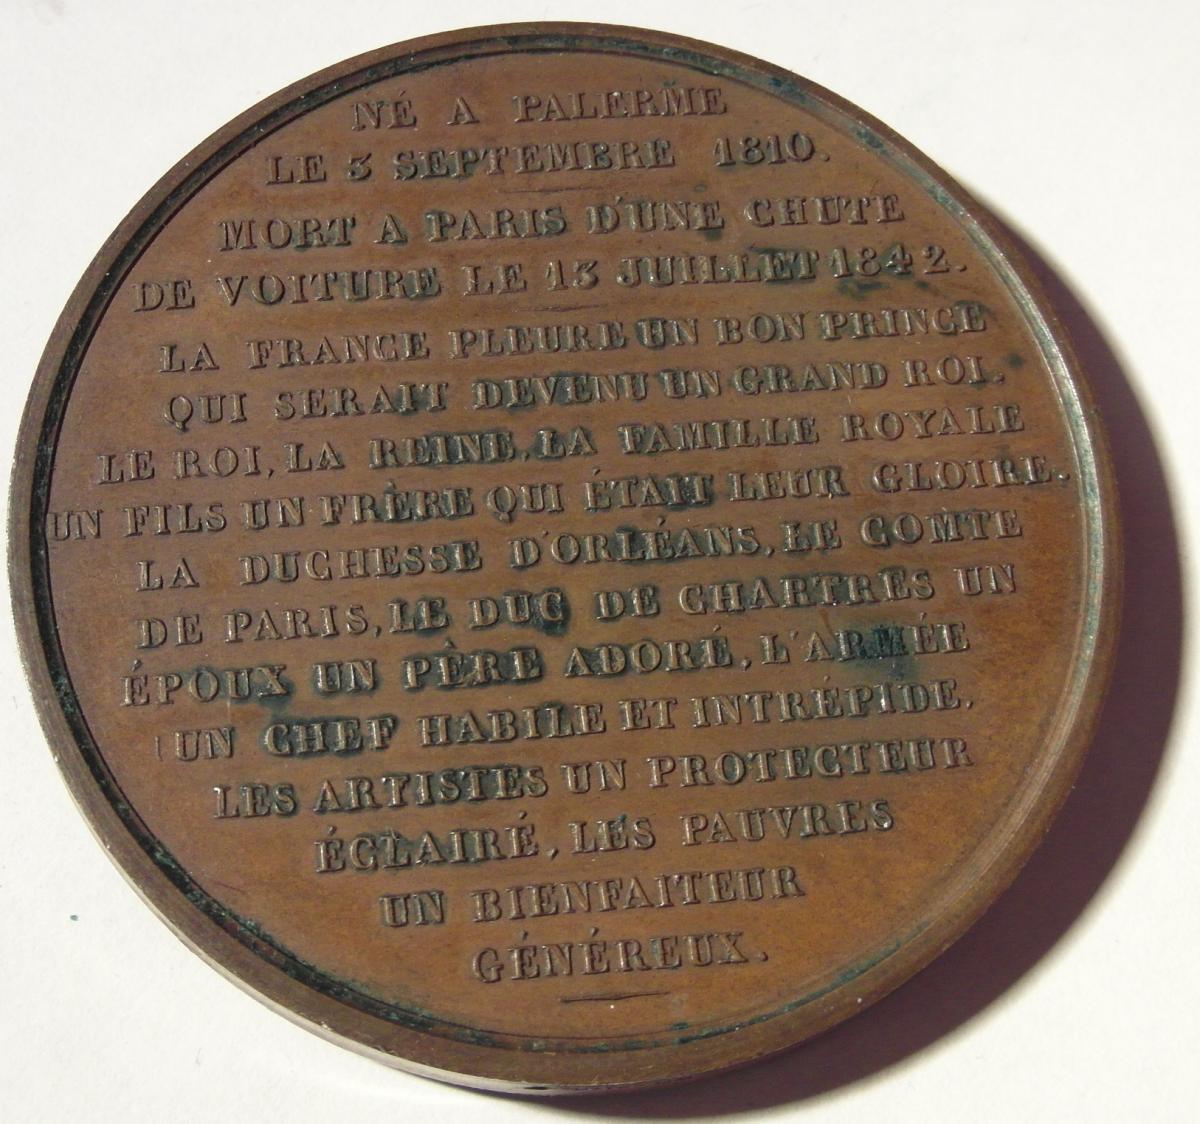 NÉ A PALERME
LE 3 SEPTEMBRE 1810.
MORT A PARIS D'UNE CHUTE
DE VOITURE LE 13 JUILLET 1842.
LA FRANCE PLEURE UN BON PRINCE
QUI SERAIT DEVENU UN GRAND ROI.
LE ROI, LA REINE, LA FAMILLE ROYALE
UN FILS UN FRÈRE QUI ÉTAIT LEUR GLOIRE.
LA DUCHESSE D'ORLÉANS, LE COMTE
DE PARIS, LE DUC DE CHARTRES UN
ÉPOUX UN PÊRE ADORÉ, L'ARMÉE
UN CHEF HABILE ET INTRÉPIDE.
LES ARTISTES UN PROTECTEUR
ÉCLAIRÉ, LES PAUVRES
UN BIENFAITEUR
GÉNÉREUX.